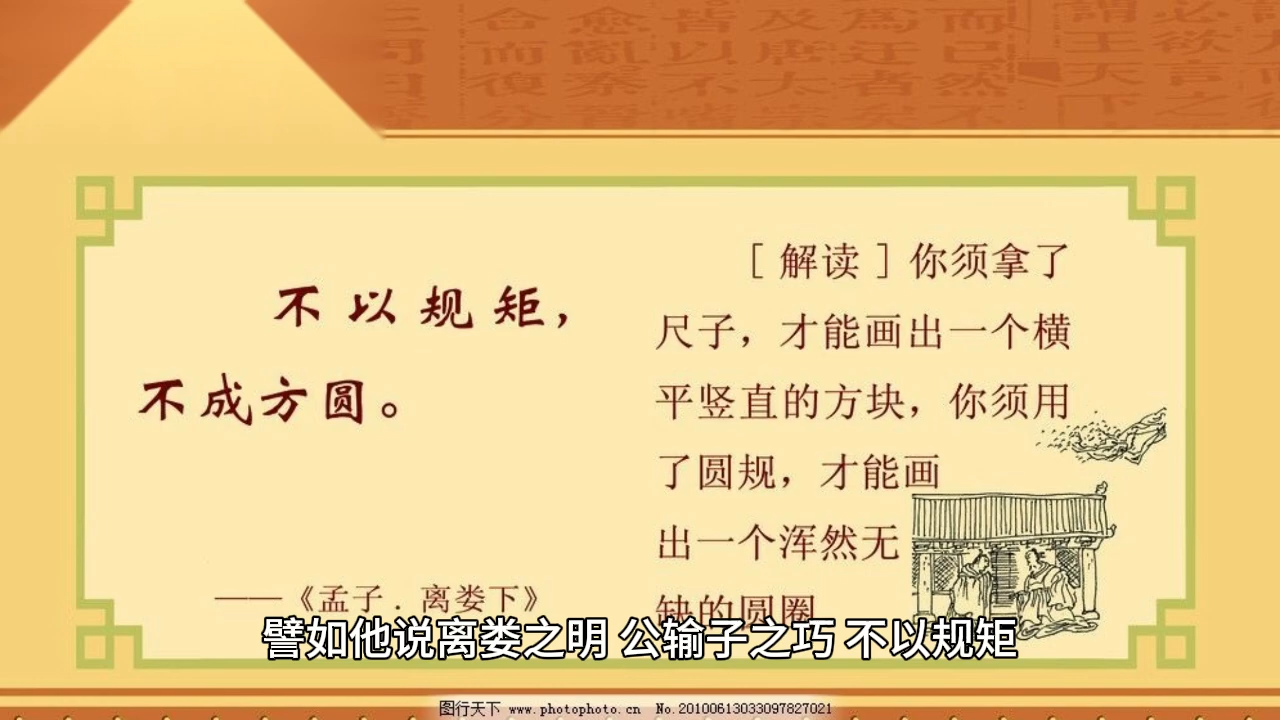 不以规矩，
不成方圆。
——《孟子．离娄下》
［解读］你须拿了
尺子，才能画出一个横
平竖直的方块，你须用
了圆规，才能画
出一个浑然无
缺的圆圈
譬如他说离娄之明 公输子之巧 不以规矩
图行天下 www.photophoto.cn No.20100613033097827021